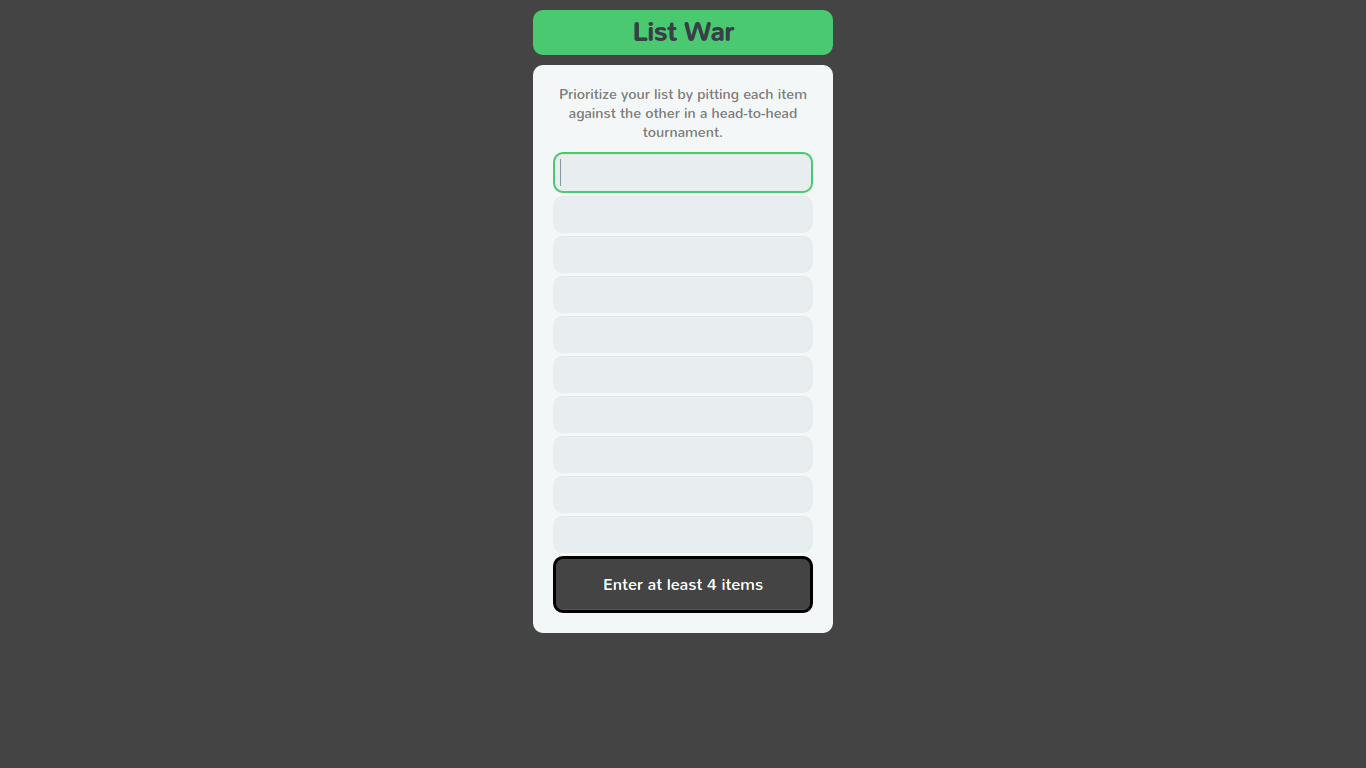 List War
Prioritize your list by pitting each item
against the other in a head-to-head
tournament.
Enter at least 4 items